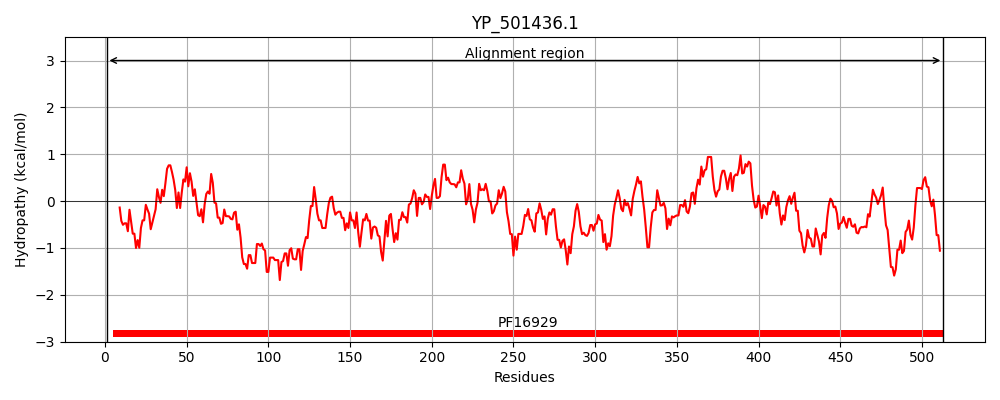 YP_501436.1
Hydropathy (kcal/mol)
3
2
1
0
−1
−2
−3
Alignment region
PF16929
0 50 100 150 200 250 300 350 400 450 500
Residues